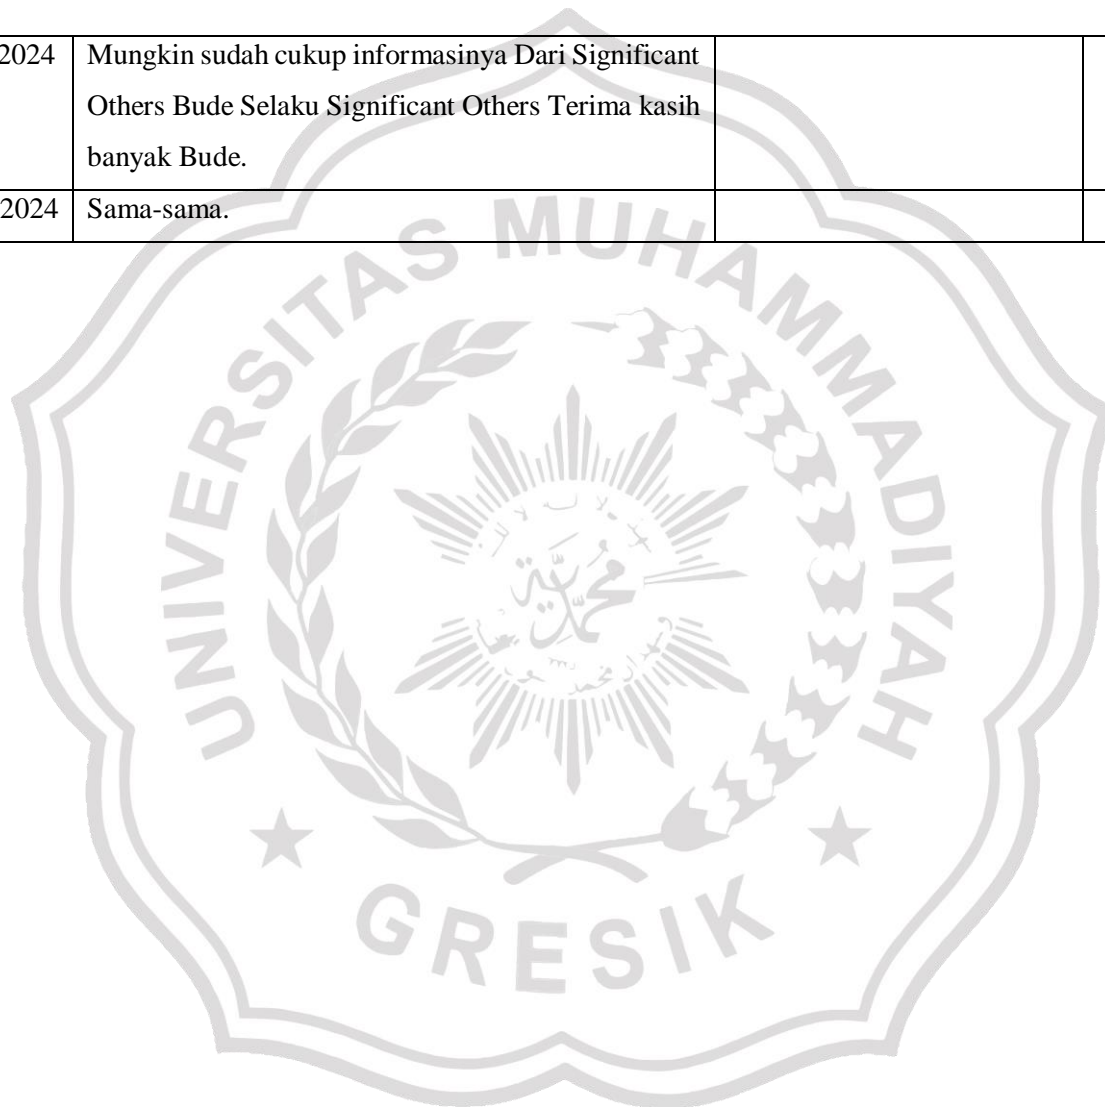 2024 Mungkin sudah cukup informasinya Dari Significant
Others Bude Selaku Significant Others Terima kasih
banyak Bude.
2024 Sama-sama.
UNIVERSITAS MUHAMMADIYAH
GRESIK
محمد